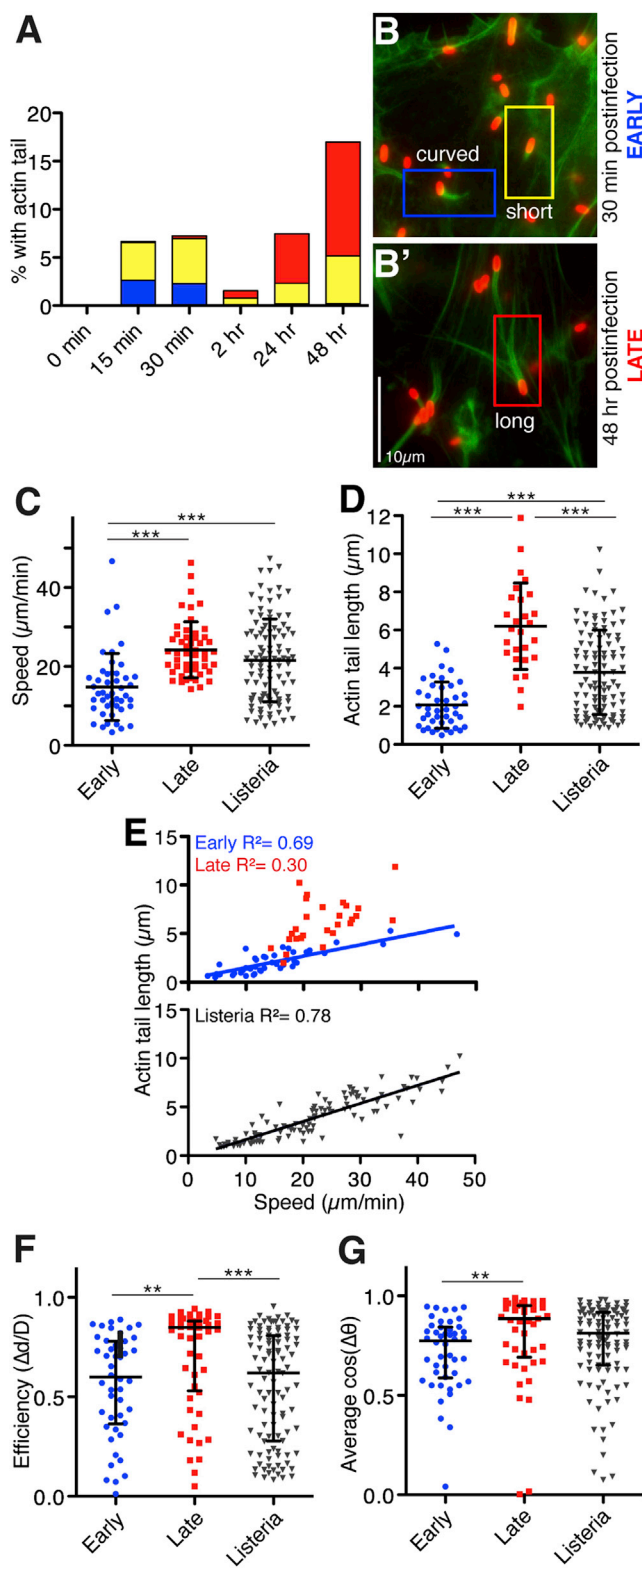 A
% with actin tail
20
15
10
5
0
0 min
15 min
30 min
2 hr
24 hr
48 hr
B
curved
short
30 min postinfection
EARLY
B'
long
10µm
48 hr postinfection
LATE
C
Speed (µm/min)
40
20
0
***
***
Early
Late
Listeria
D
Actin tail length (µm)
12
10
8
6
4
2
0
***
***
***
Early
Late
Listeria
E
Actin tail length (µm)
15
10
5
0
Early R²= 0.69
Late R²= 0.30
15
10
5
0
Listeria R²= 0.78
0
10
20
30
40
50
Speed (µm/min)
F
Efficiency (Δd/D)
1.0
0.5
0.0
**
***
Early
Late
Listeria
G
Average cos(Δθ)
1.0
0.5
0.0
**
Early
Late
Listeria